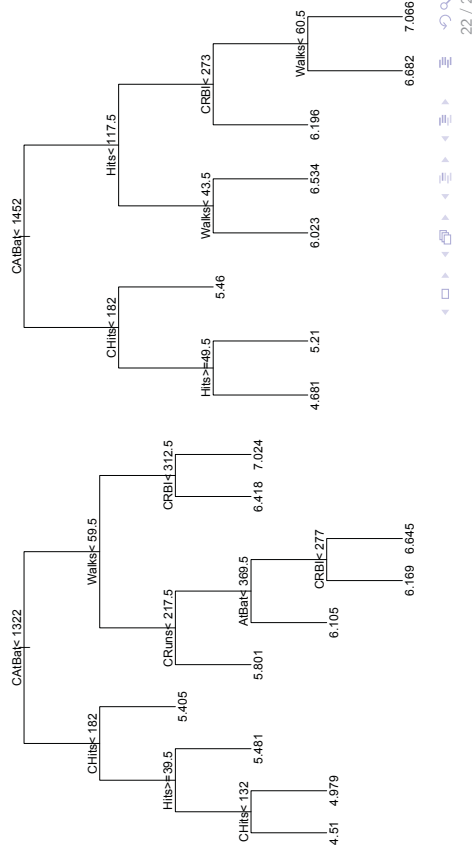 CAtBat< 1322
CHits< 182
Walks< 59.5
Hits>=39.5
5.405
CRuns< 217.5
CRBI< 312.5
CHits< 132
5.481
5.801
AtBat< 369.5
6.418
7.024
4.51
4.979
6.105
CRBI< 277
6.169
6.645
CAtBat< 1452
CHits< 182
Hits< 117.5
Hits>=49.5
5.46
Walks< 43.5
CRBI< 273
4.681
5.21
6.023
6.534
6.196
Walks< 60.5
6.682
7.066